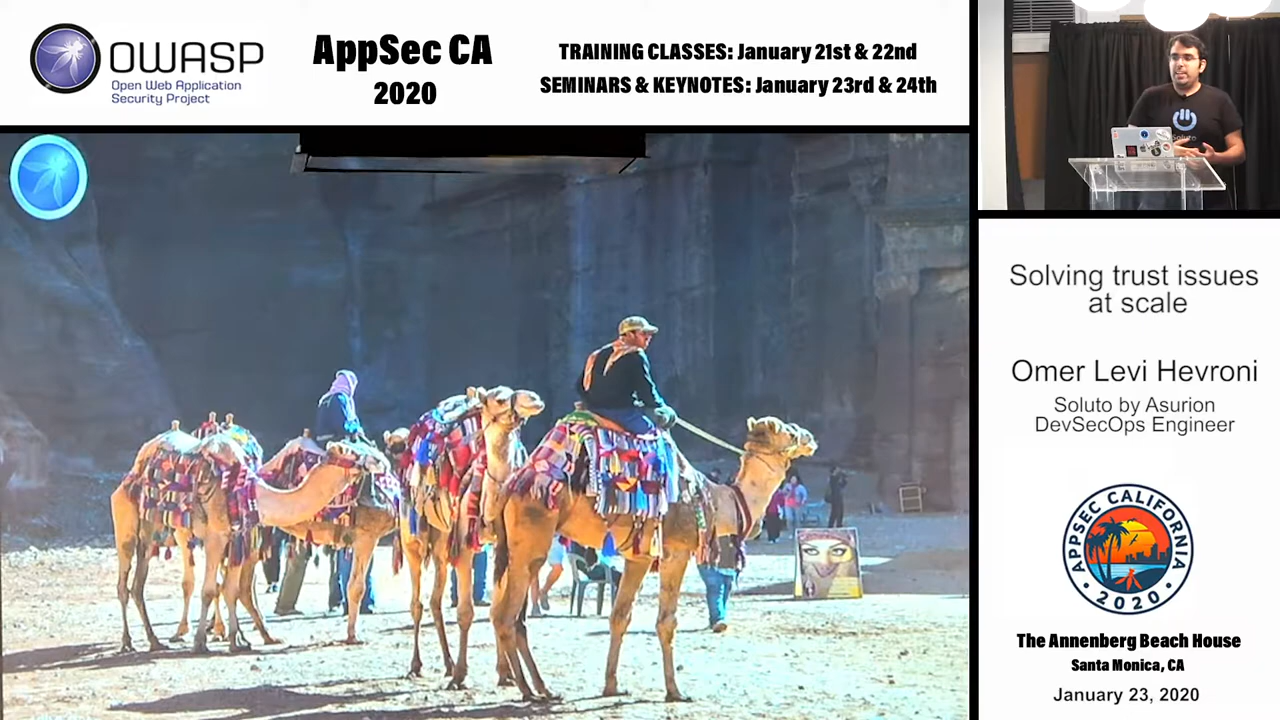 OWASP
Open Web Application
Security Project
AppSec CA
2020
TRAINING CLASSES: January 21st & 22nd
SEMINARS & KEYNOTES: January 23rd & 24th
Soluto
Solving trust issues
at scale
Omer Levi Hevroni
Soluto by Asurion
DevSecOps Engineer
APPSEC CALIFORNIA
• 2020 •
The Annenberg Beach House
Santa Monica, CA
January 23, 2020